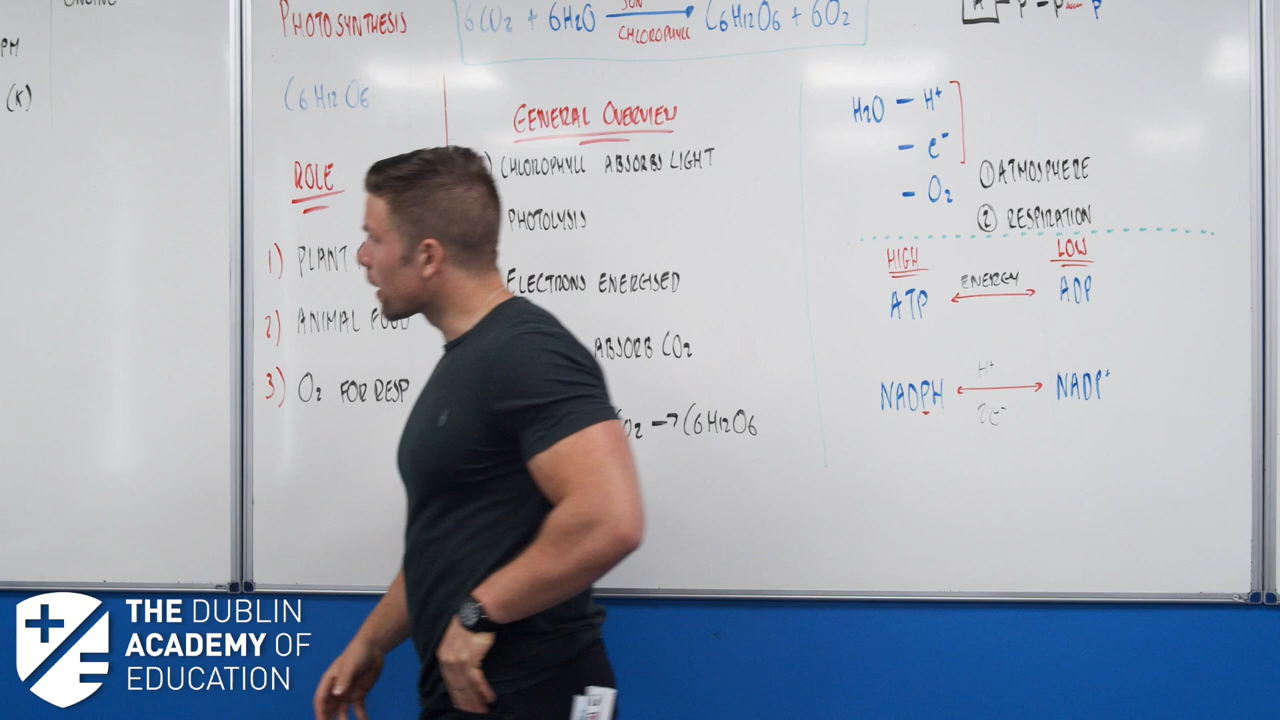 PM
(K)
PHOTOSYNTHESIS
6CO2 + 6H2O SUN CHLOROPHYLL C6H12O6 + 6O2
C6H12O6
ROLE
1) PLANT
2) ANIMAL FOOD
3) O2 FOR RESP
GENERAL OVERVIEW
) CHLOROPHYLL ABSORBS LIGHT
PHOTOLYSIS
ELECTRONS ENERGISED
ABSORB CO2
O2 → C6H12O6
P - P P
H2O - H+
- e-
- O2
① ATMOSPHERE
② RESPIRATION
HIGH LOW
ATP ENERGY ADP
NADPH H+ 2e- NADP+
THE DUBLIN
ACADEMY OF
EDUCATION